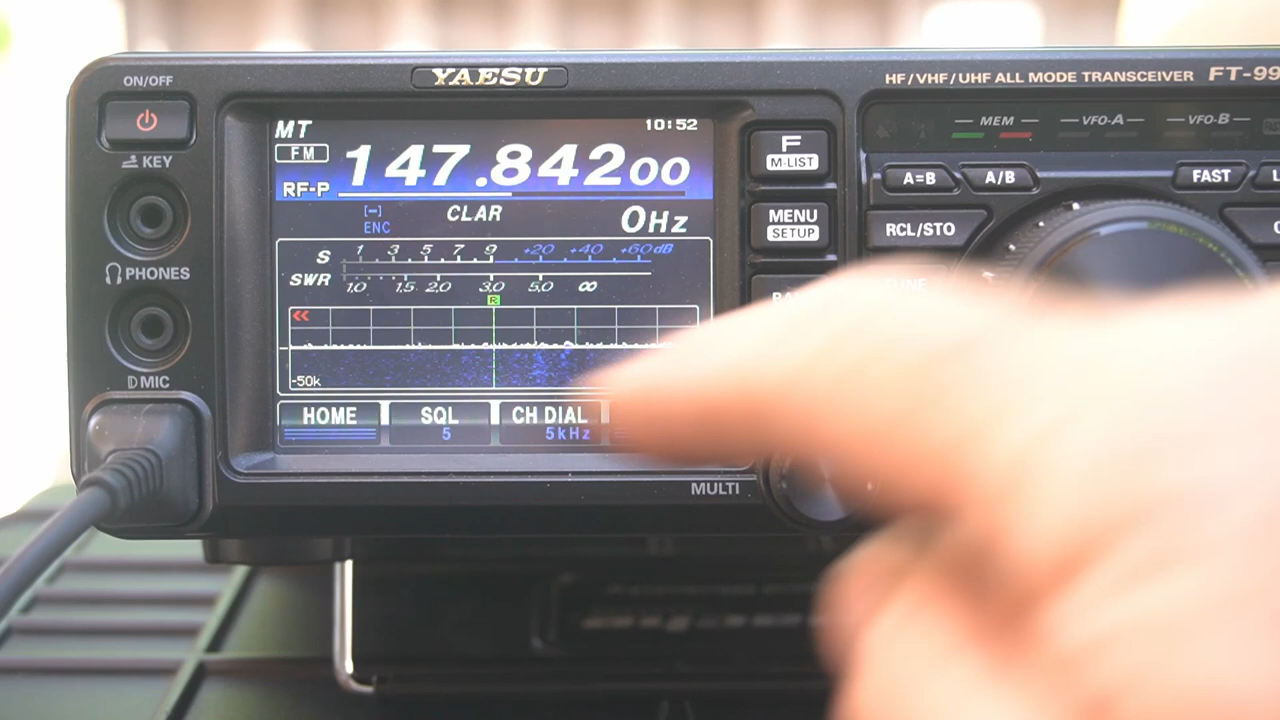 YAESU
HF/VHF/UHF ALL MODE TRANSCEIVER FT-99
ON/OFF
KEY
PHONES
MIC
MT 10:52
FM
147.84200
RF-P
[-]
ENC
CLAR 0Hz
S 1 3 5 7 9 +20 +40 +60dB
SWR 1.0 1.5 2.0 3.0 5.0 ∞
R
<<
-50k
HOME SQL CH DIAL
5 5kHz
MULTI
F
M-LIST
MENU
SETUP
MEM VFO-A VFO-B
A=B A/B FAST
RCL/STO
TUNE